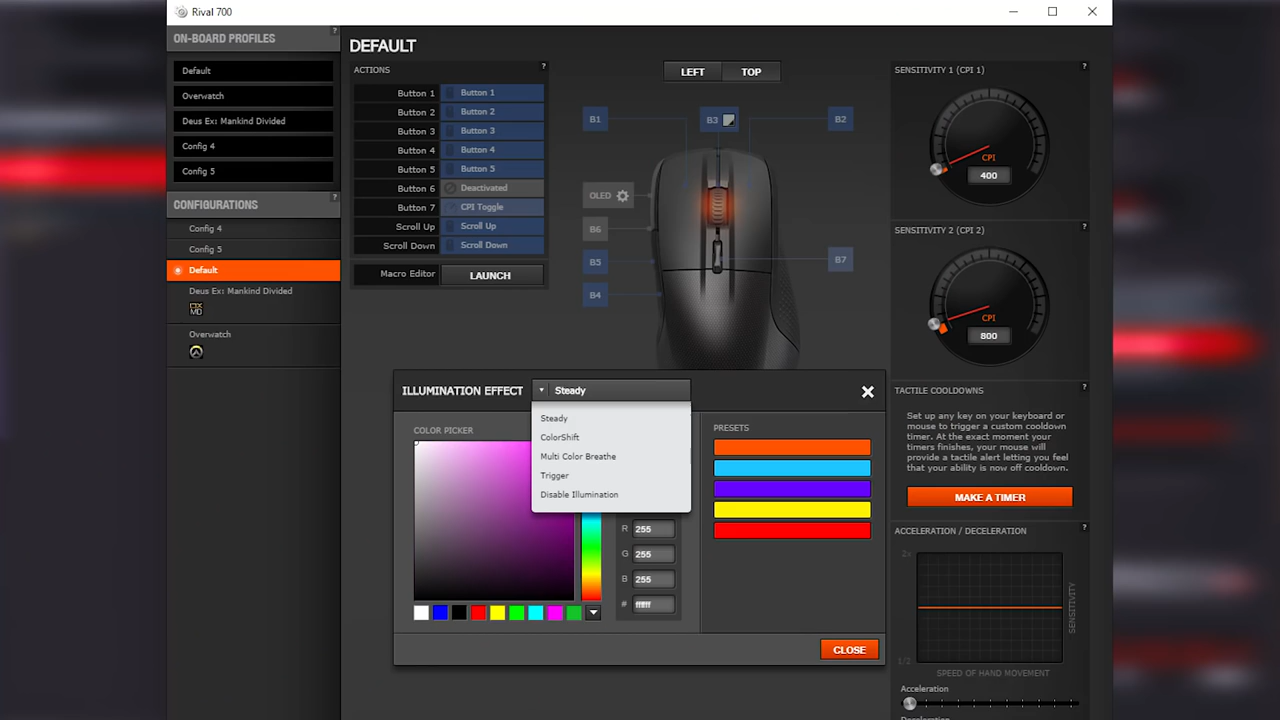 Rival 700
ON-BOARD PROFILES
?
Default
Overwatch
Deus Ex: Mankind Divided
Config 4
Config 5
CONFIGURATIONS
?
Config 4
Config 5
Default
Deus Ex: Mankind Divided
Overwatch
DEFAULT
ACTIONS
?
Button 1 Button 1
Button 2 Button 2
Button 3 Button 3
Button 4 Button 4
Button 5 Button 5
Button 6 Deactivated
Button 7 CPI Toggle
Scroll Up Scroll Up
Scroll Down Scroll Down
Macro Editor LAUNCH
LEFT TOP
B1
B3
B2
OLED
B6
B5
B7
B4
ILLUMINATION EFFECT
Steady
Steady
ColorShift
Multi Color Breathe
Trigger
Disable Illumination
COLOR PICKER
R 255
G 255
B 255
# ffffff
PRESETS
CLOSE
SENSITIVITY 1 (CPI 1)
?
CPI
400
SENSITIVITY 2 (CPI 2)
?
CPI
800
TACTILE COOLDOWNS
?
Set up any key on your keyboard or
mouse to trigger a custom cooldown
timer. At the exact moment your
timers finishes, your mouse will
provide a tactile alert letting you feel
that your ability is now off cooldown.
MAKE A TIMER
ACCELERATION / DECELERATION
?
2x
1/2
SENSITIVITY
SPEED OF HAND MOVEMENT
Acceleration